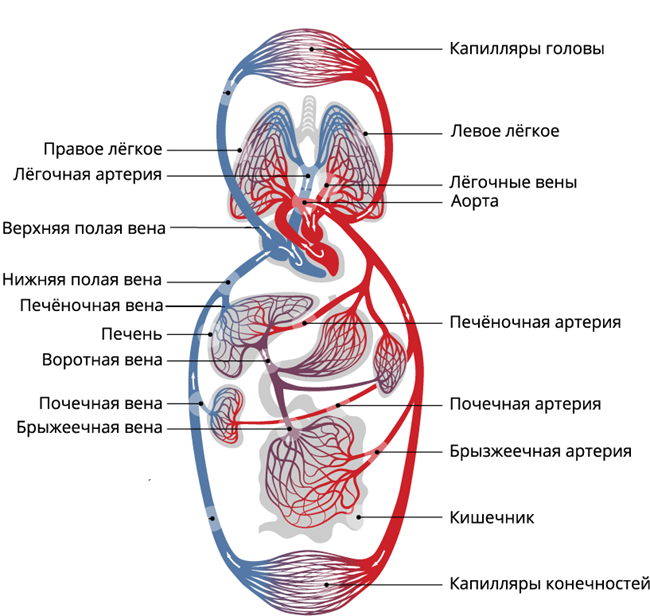 Капилляры головы
Левое лёгкое
Правое лёгкое
Лёгочная артерия
Лёгочные вены
Аорта
Верхняя полая вена
Нижняя полая вена
Печёночная вена
Печёночная артерия
Печень
Воротная вена
Почечная вена
Почечная артерия
Брыжеечная вена
Брызжеечная артерия
Кишечник
Капилляры конечностей